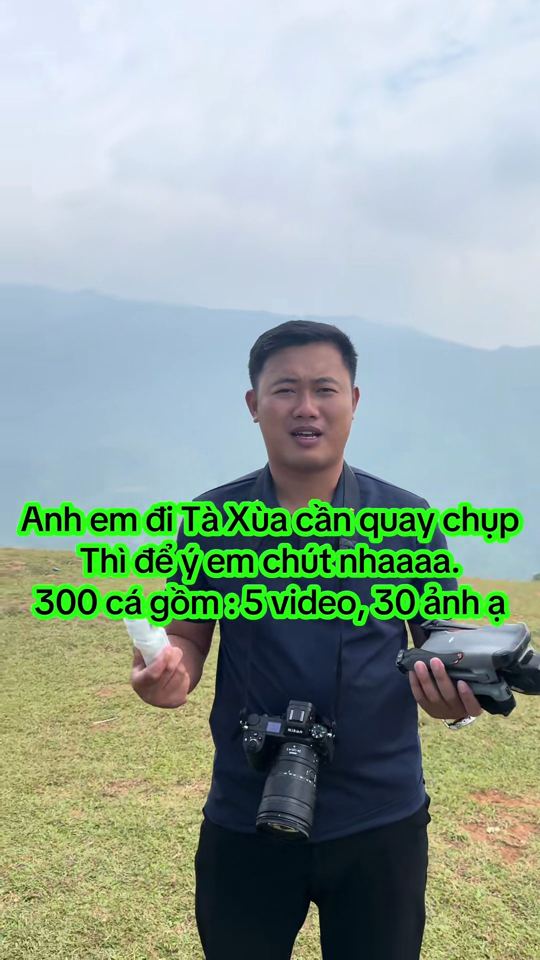 Anh em đi Tà Xùa cần quay chụp
Thì để ý em chút nhaaaa.
300 cá gồm : 5 video, 30 ảnh ạ
Nikon